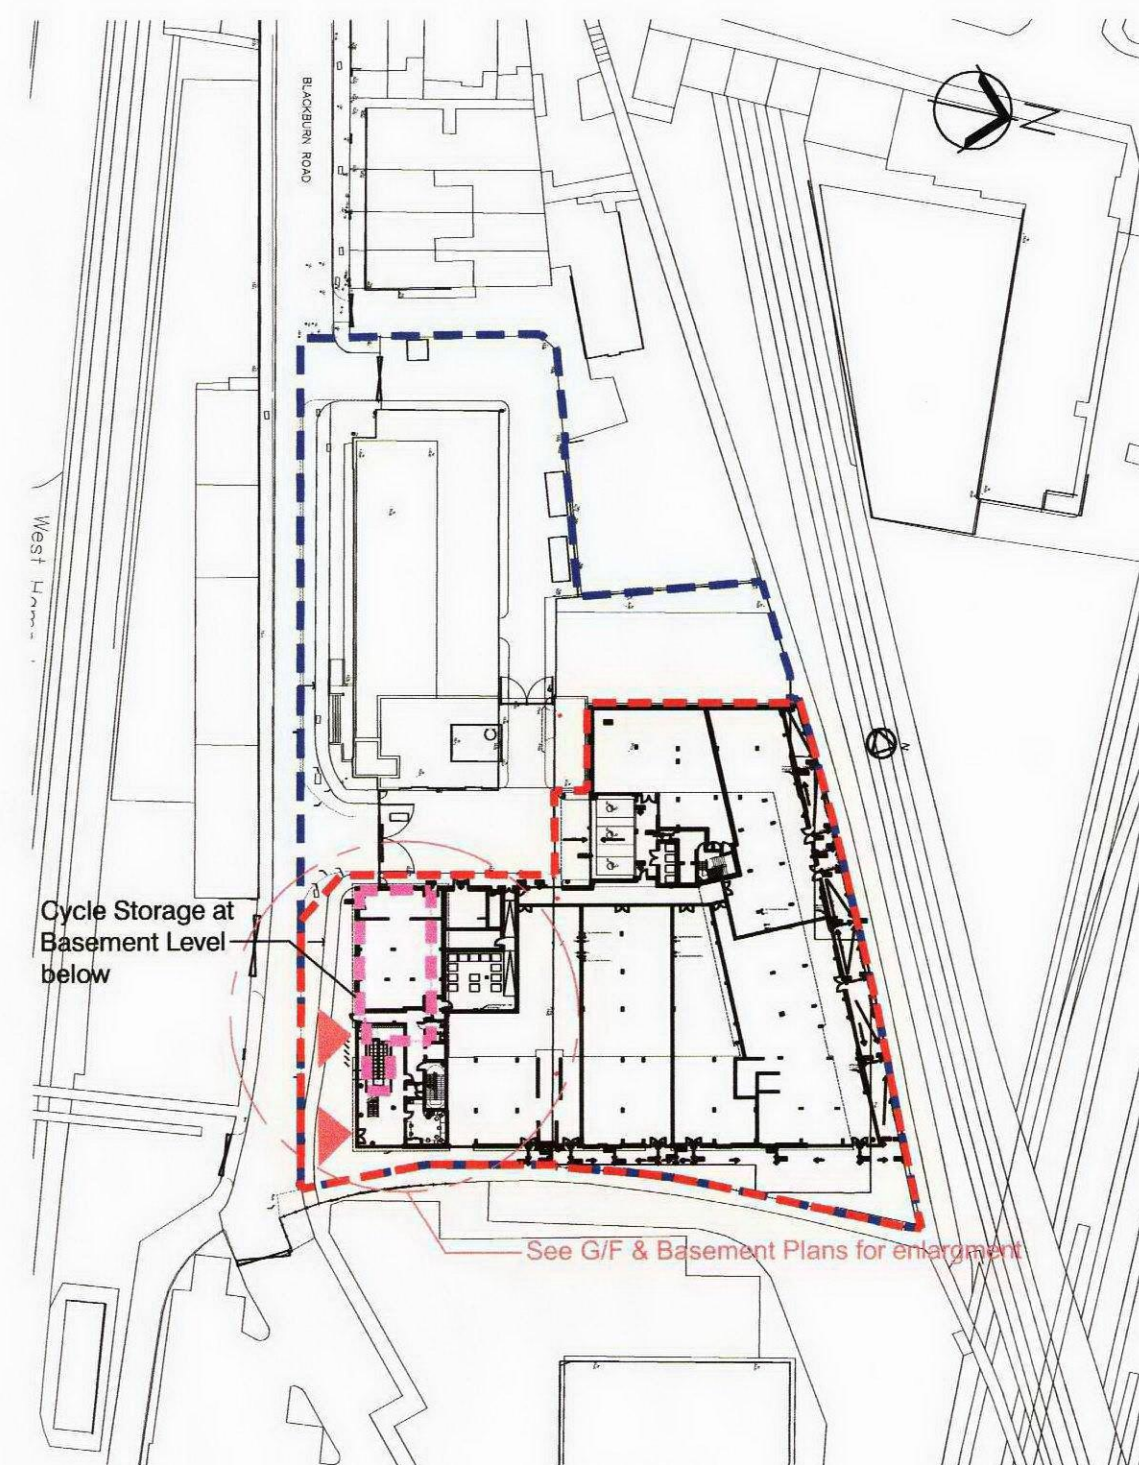 BLACKBURN ROAD
N
West
N
Cycle Storage at
Basement Level
below
See G/F & Basement Plans for enlargment